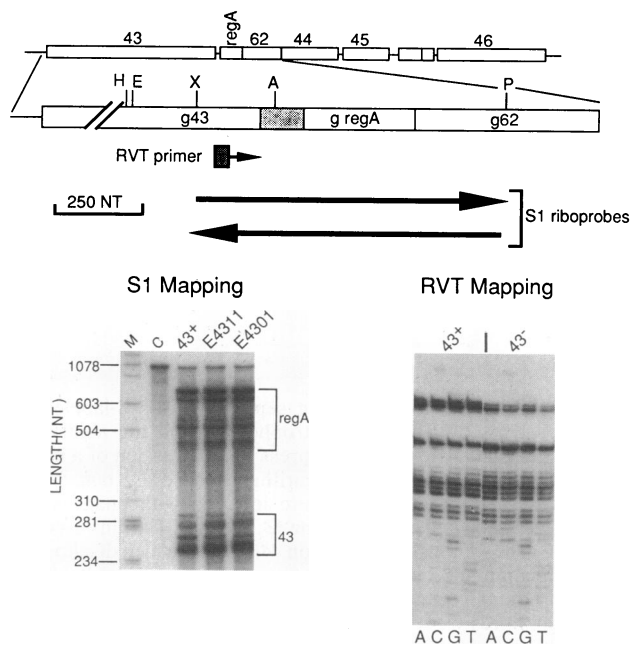 43 regA 62 44 45 46
H E X A P
g43 g regA g62
RVT primer
250 NT
S1 riboprobes
S1 Mapping
RVT Mapping
M C 43+ E4311 E4301
43+ | 43-
LENGTH(NT)
1078
603
504
310
281
234
regA
43
A C G T A C G T